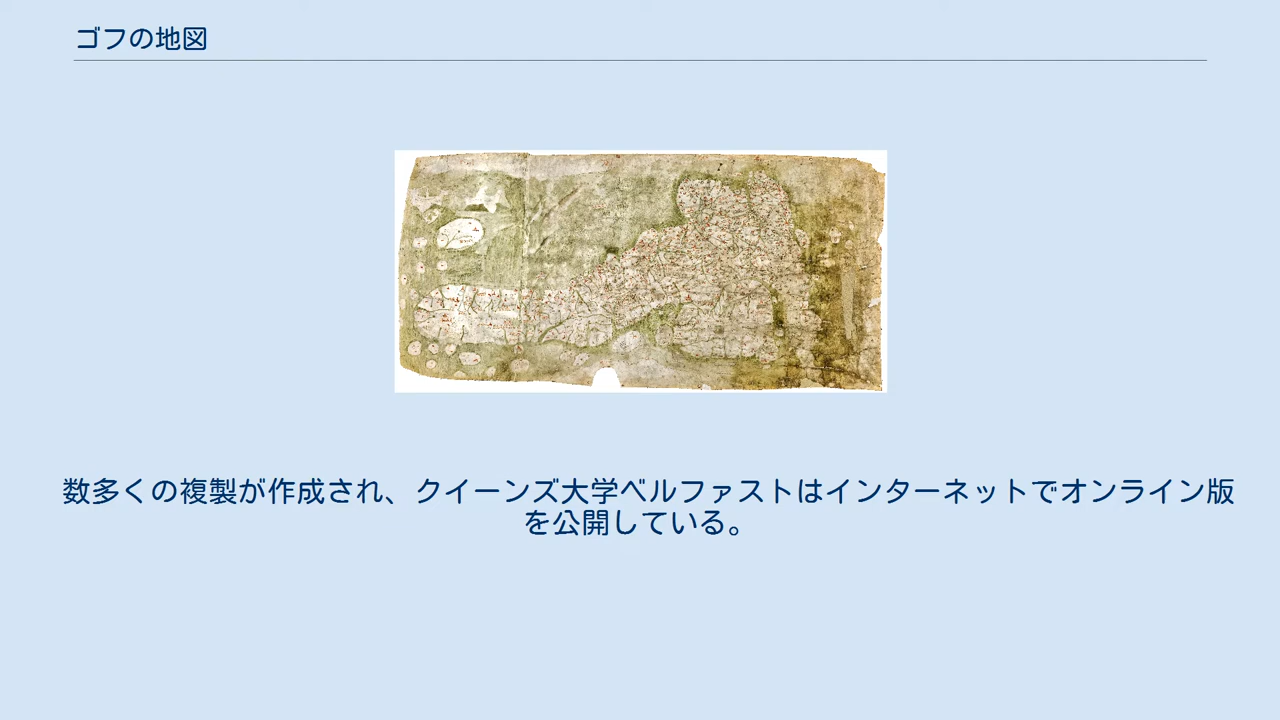 ゴフの地図
数多くの複製が作成され、クイーンズ大学ベルファストはインターネットでオンライン版
を公開している。